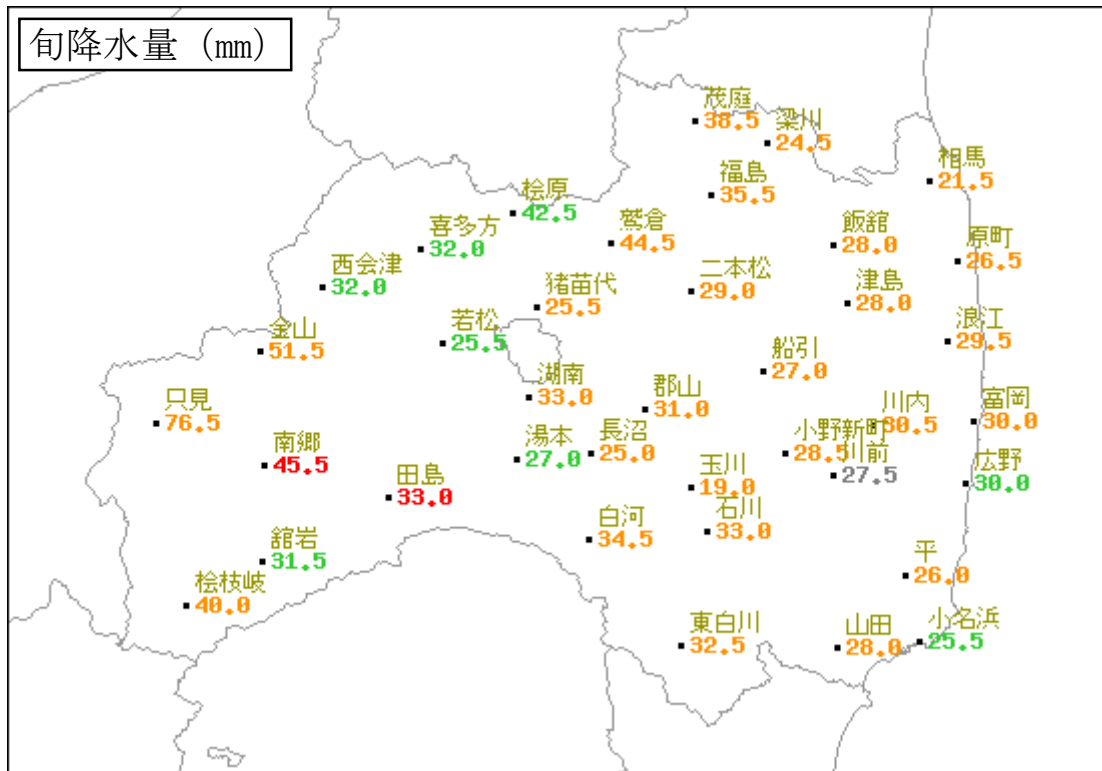 旬降水量 (mm)
茂庭
38.5
梁川
24.5
相馬
21.5
福島
35.5
桧原
42.5
鷲倉
44.5
喜多方
32.0
飯舘
28.0
原町
26.5
西会津
32.0
猪苗代
25.5
二本松
29.0
津島
28.0
若松
25.5
浪江
29.5
金山
51.5
船引
27.0
湖南
33.0
郡山
31.0
只見
76.5
川内
30.5
富岡
30.0
南郷
45.5
湯本
27.0
長沼
25.0
小野新町
28.5
川前
27.5
広野
30.0
田島
33.0
玉川
19.0
石川
33.0
白河
34.5
舘岩
31.5
平
26.0
桧枝岐
40.0
東白川
32.5
山田
28.0
小名浜
25.5